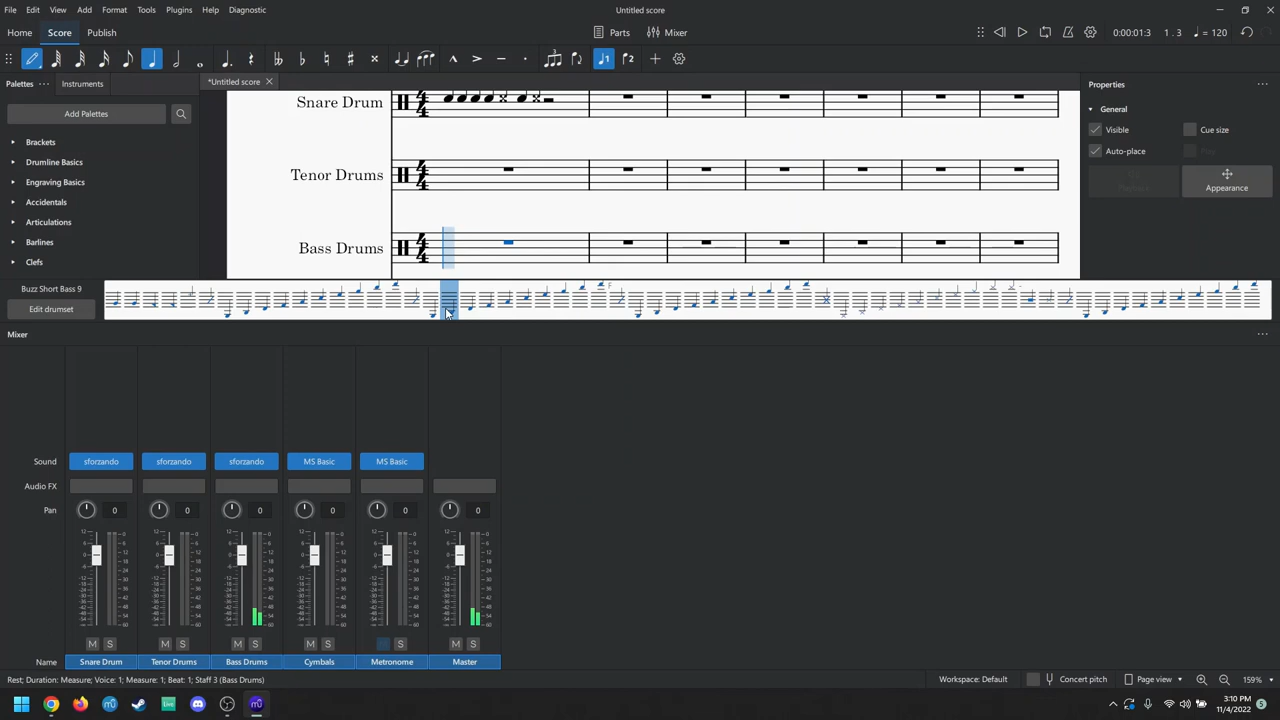 File Edit View Add Format Tools Plugins Help Diagnostic
Untitled score
Home Score Publish
Parts Mixer
0:00:01:3 1. 3 = 120
Palettes Instruments
*Untitled score
Properties
Add Palettes
General
Snare Drum
Visible Cue size
Brackets
Auto-place Play
Drumline Basics
Tenor Drums
Playback Appearance
Engraving Basics
Accidentals
Articulations
Barlines
Bass Drums
Clefs
Buzz Short Bass 9
Edit drumset
Mixer
Sound sforzando sforzando sforzando MS Basic MS Basic
Audio FX
Pan 0 0 0 0 0 0
M S M S M S M S S M S
Name Snare Drum Tenor Drums Bass Drums Cymbals Metronome Master
Rest; Duration: Measure; Voice: 1; Measure: 1; Beat: 1; Staff 3 (Bass Drums)
Workspace: Default Concert pitch Page view 159%
3:10 PM
11/4/2022